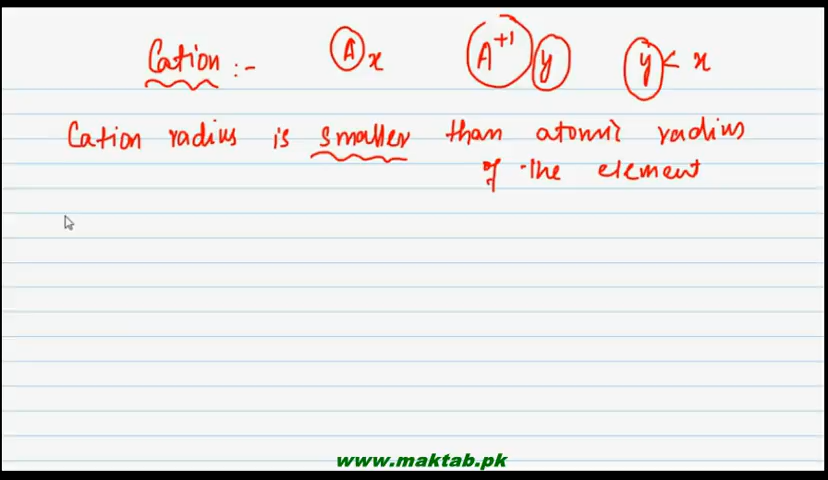 Cation :- A x A+1 y y < x
Cation radius is smaller than atomic radius
of the element
www.maktab.pk